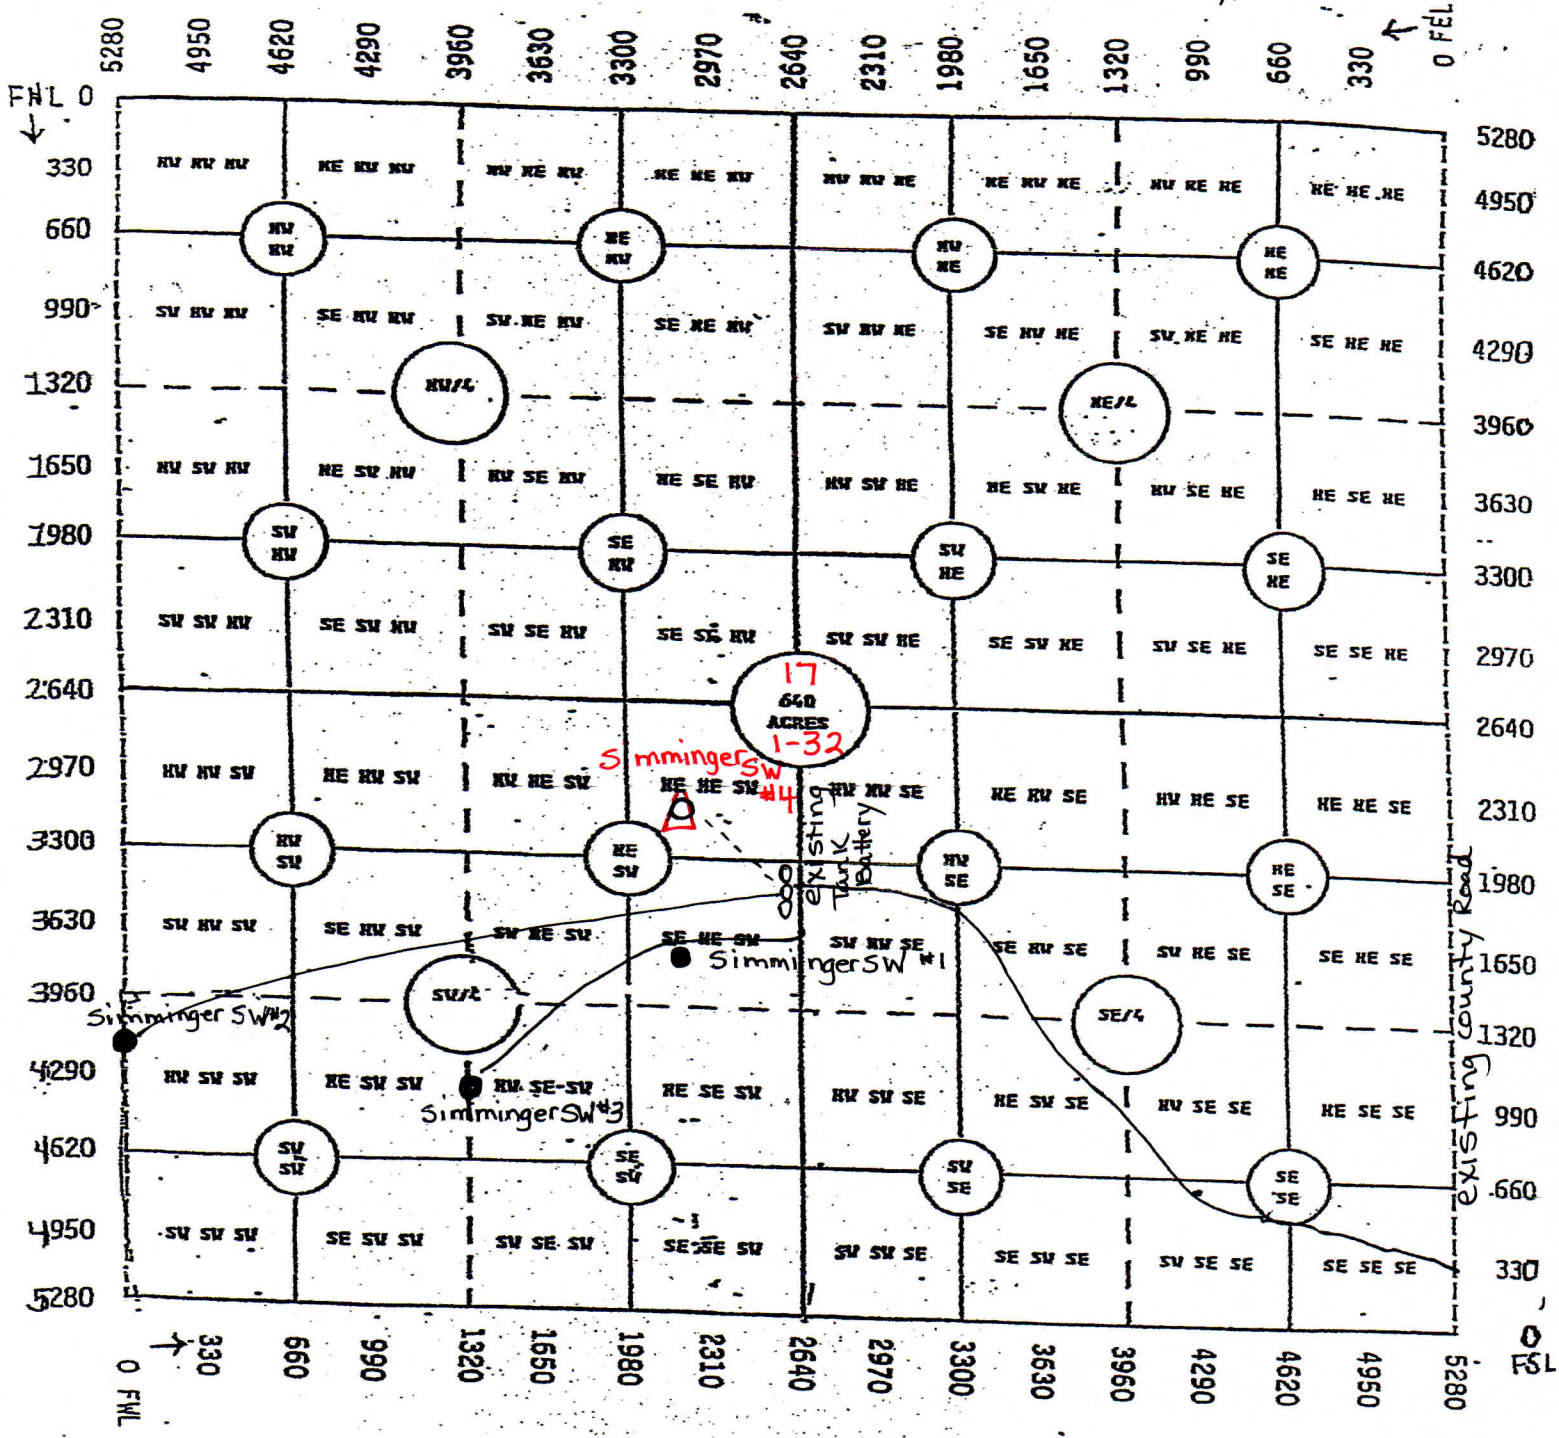 5280 4950 4620 4290 3960 3630 3300 2970 2640 2310 1980 1650 1320 990 660 330 0 FEL
FNL 0
5280
330 NW NW NW NE NW NW NW NE NW NE NE NW NW NW NE NE NW NE NW NE NE NE NE NE 4950
660 NW NW NE NW NW NE NE NE 4620
990 SW NW NW SE NW NW SW NE NW SE NE NW SW NW NE SE NW NE SW NE NE SE NE NE 4290
1320 NW/4 NE/4 3960
1650 NW SW NW NE SW NW NW SE NW NE SE NW NW SW NE NE SW NE NW SE NE NE SE NE 3630
1980 SW NW SE NW SW NE SE NE 3300
2310 SW SW NW SE SW NW SW SE NW SE SE NW SW SW NE SE SW NE SW SE NE SE SE NE 2970
2640 17 640 ACRES 1-32 2640
Simminger SW #4
2970 NW NW SW NE NW SW NW NE SW NE NE SW NW NW SE NE NW SE NW NE SE NE NE SE 2310
existing Tank Battery
3300 NW SW NE SW NW SE NE SE 1980
3630 SW NW SW SE NW SW SW NE SW SE NE SW SW NW SE SE NW SE SW NE SE SE NE SE 1650
Simminger SW #1
3960 SW/4 SE/4 1320
Simminger SW#2
4290 NW SW SW NE SW SW NW SE SW NE SE SW NW SW SE NE SW SE NW SE SE NE SE SE 990
Simminger SW#3
4620 SW SW SE SW SW SE SE SE 660
4950 SW SW SW SE SW SW SW SE SW SE SE SW SW SW SE SE SW SE SW SE SE SE SE SE 330
5280
0 FSL
existing county Road
0 FWL 330 660 990 1320 1650 1980 2310 2640 2970 3300 3630 3960 4290 4620 4950 5280